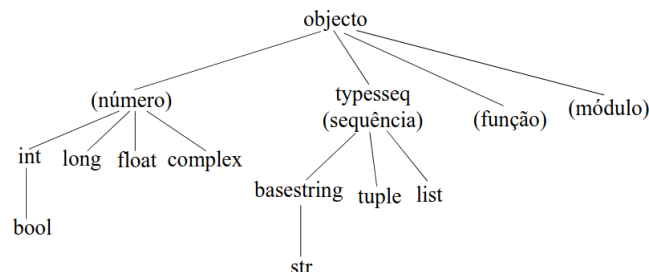 objecto
(número)
typesseq
(sequência)
(função)
(módulo)
int
long
float
complex
basestring
tuple
list
bool
str